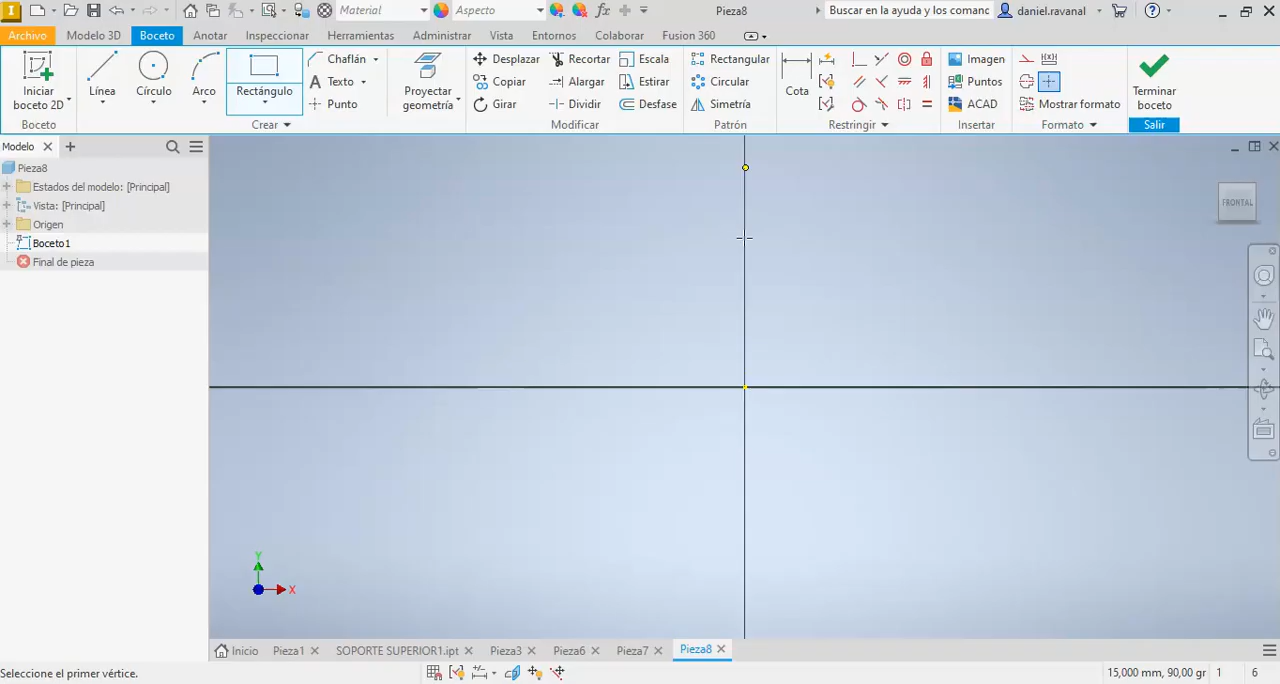 Material Aspecto fx Pieza8 Buscar en la ayuda y los comanc daniel.ravanal
Archivo Modelo 3D Boceto Anotar Inspeccionar Herramientas Administrar Vista Entornos Colaborar Fusion 360
Iniciar boceto 2D
Boceto
Línea
Círculo
Arco
Rectángulo
Chaflán
Texto
Punto
Crear
Proyectar geometría
Desplazar
Copiar
Girar
Recortar
Alargar
Dividir
Escala
Estirar
Desfase
Modificar
Rectangular
Circular
Simetría
Patrón
Cota
Restringir
Imagen
Puntos
ACAD
Insertar
Mostrar formato
Formato
Terminar boceto
Salir
Modelo
Pieza8
Estados del modelo: [Principal]
Vista: [Principal]
Origen
Boceto1
Final de pieza
FRONTAL
Y
X
Inicio Pieza1 SOPORTE SUPERIOR1.ipt Pieza3 Pieza6 Pieza7 Pieza8
Seleccione el primer vértice. 15,000 mm, 90,00 gr 1 6